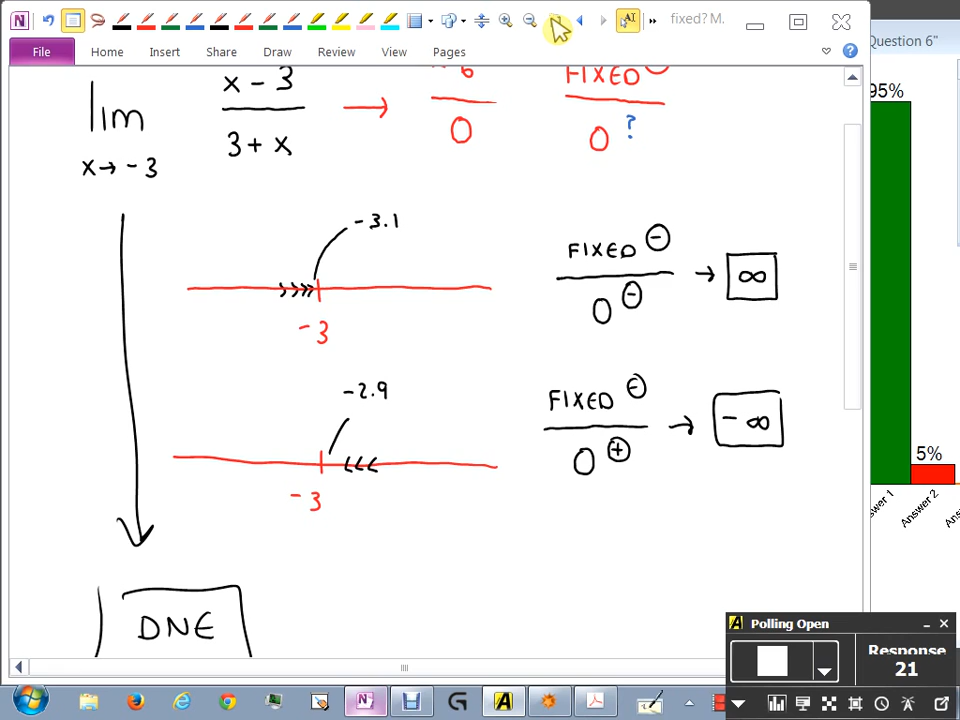 fixed? M.
Question 6"
File Home Insert Share Draw Review View Pages
lim x→-3 x-3 / 3+x → -6 / 0 FIXED⊖ / 0 ?
95%
-3.1
-3
FIXED⊖ / 0⊖ → ∞
-2.9
-3
FIXED⊖ / 0⊕ → -∞
5%
Answer 1
Answer 2
DNE
Polling Open
Response
21